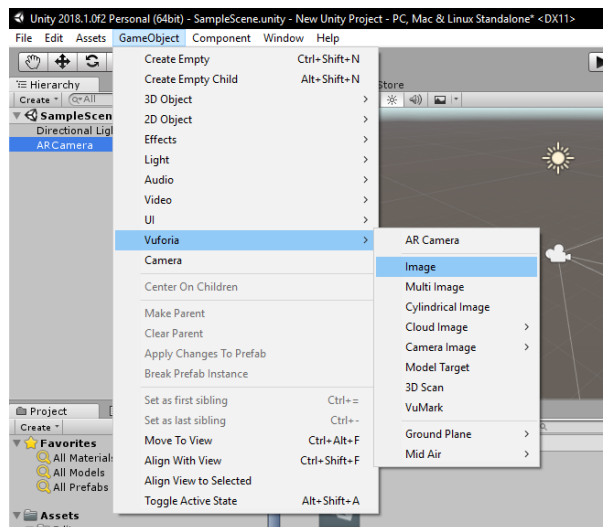 Unity 2018.1.0f2 Personal (64bit) - SampleScene.unity - New Unity Project - PC, Mac & Linux Standalone* <DX11>
File Edit Assets GameObject Component Window Help
Hierarchy
Store
Create
All
SampleScen
Directional Ligh
ARCamera
Create Empty Ctrl+Shift+N
Create Empty Child Alt+Shift+N
3D Object
2D Object
Effects
Light
Audio
Video
UI
Vuforia
Camera
Center On Children
Make Parent
Clear Parent
Apply Changes To Prefab
Break Prefab Instance
Set as first sibling Ctrl+=
Set as last sibling Ctrl+-
Move To View Ctrl+Alt+F
Align With View Ctrl+Shift+F
Align View to Selected
Toggle Active State Alt+Shift+A
AR Camera
Image
Multi Image
Cylindrical Image
Cloud Image
Camera Image
Model Target
3D Scan
VuMark
Ground Plane
Mid Air
Project
Create
Favorites
All Material
All Models
All Prefabs
Assets